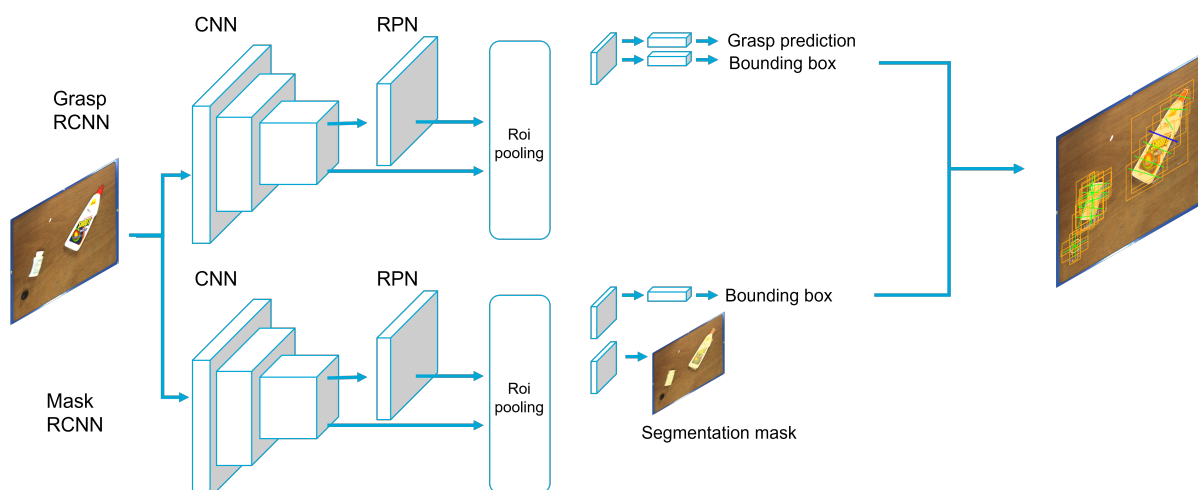 CNN
RPN
Grasp
RCNN
Roi
pooling
Grasp prediction
Bounding box
CNN
RPN
Mask
RCNN
Roi
pooling
Bounding box
Segmentation mask